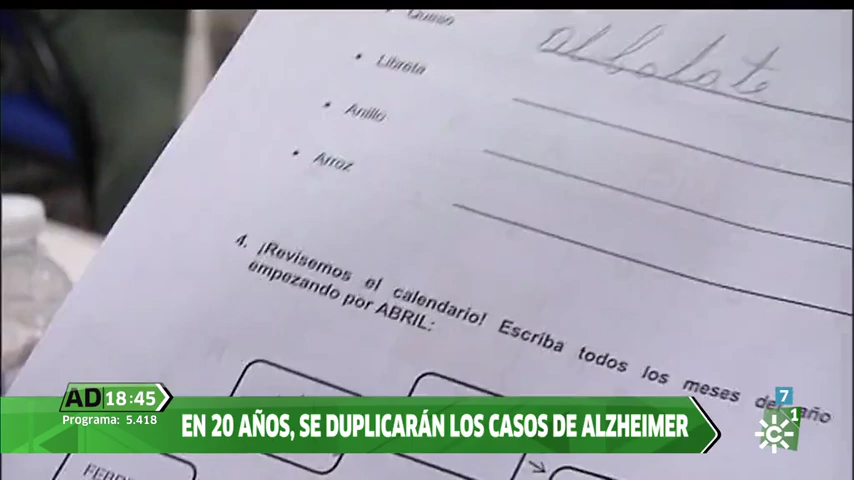 Queso
Libreta
Anillo
Arroz
4. ¡Revisemos el calendario! Escriba todos los meses del año
empezando por ABRIL:
AD 18:45
Programa: 5.418
EN 20 AÑOS, SE DUPLICARÁN LOS CASOS DE ALZHEIMER
7
1